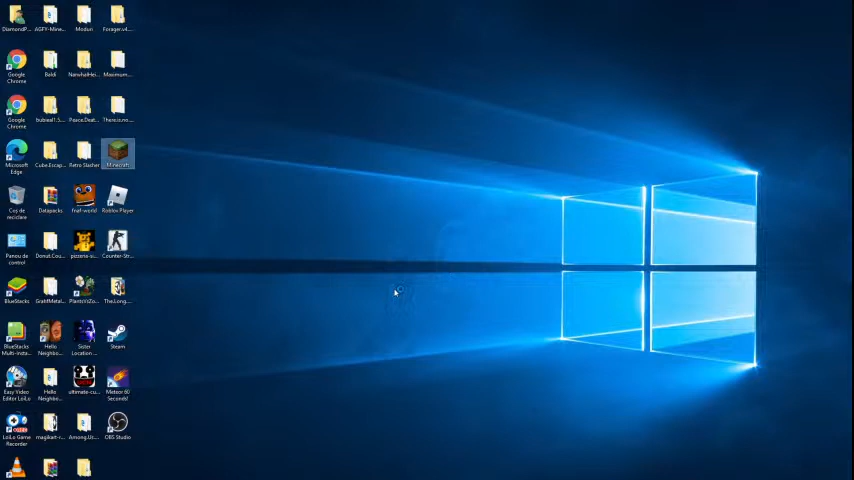 DiamondP...
AGFY-Mine...
Moduri
Forager.v4...
Google
Chrome
Baldi
NarwhalHei...
Maximum...
Google
Chrome
Peace.Deat...
There.is.no...
Microsoft
Edge
Cube.Escap...
Retro Slasher
Minecraft
Coș de
reciclare
Datapacks
fnaf-world
Roblox Player
Panou de
control
Donut.Cou...
pizzeria-si...
Counter-Str...
BlueStacks
PlantsVsZo...
The.Long...
BlueStacks
Multi-Insta...
Hello
Neighbo...
Sister
Location ...
Steam
Easy Video
Editor LoiLo
Hello
Neighbo...
ultimate-cu...
Meteor 60
Seconds!
LoiLo Game
Recorder
magikart-r...
Among.Us...
OBS Studio